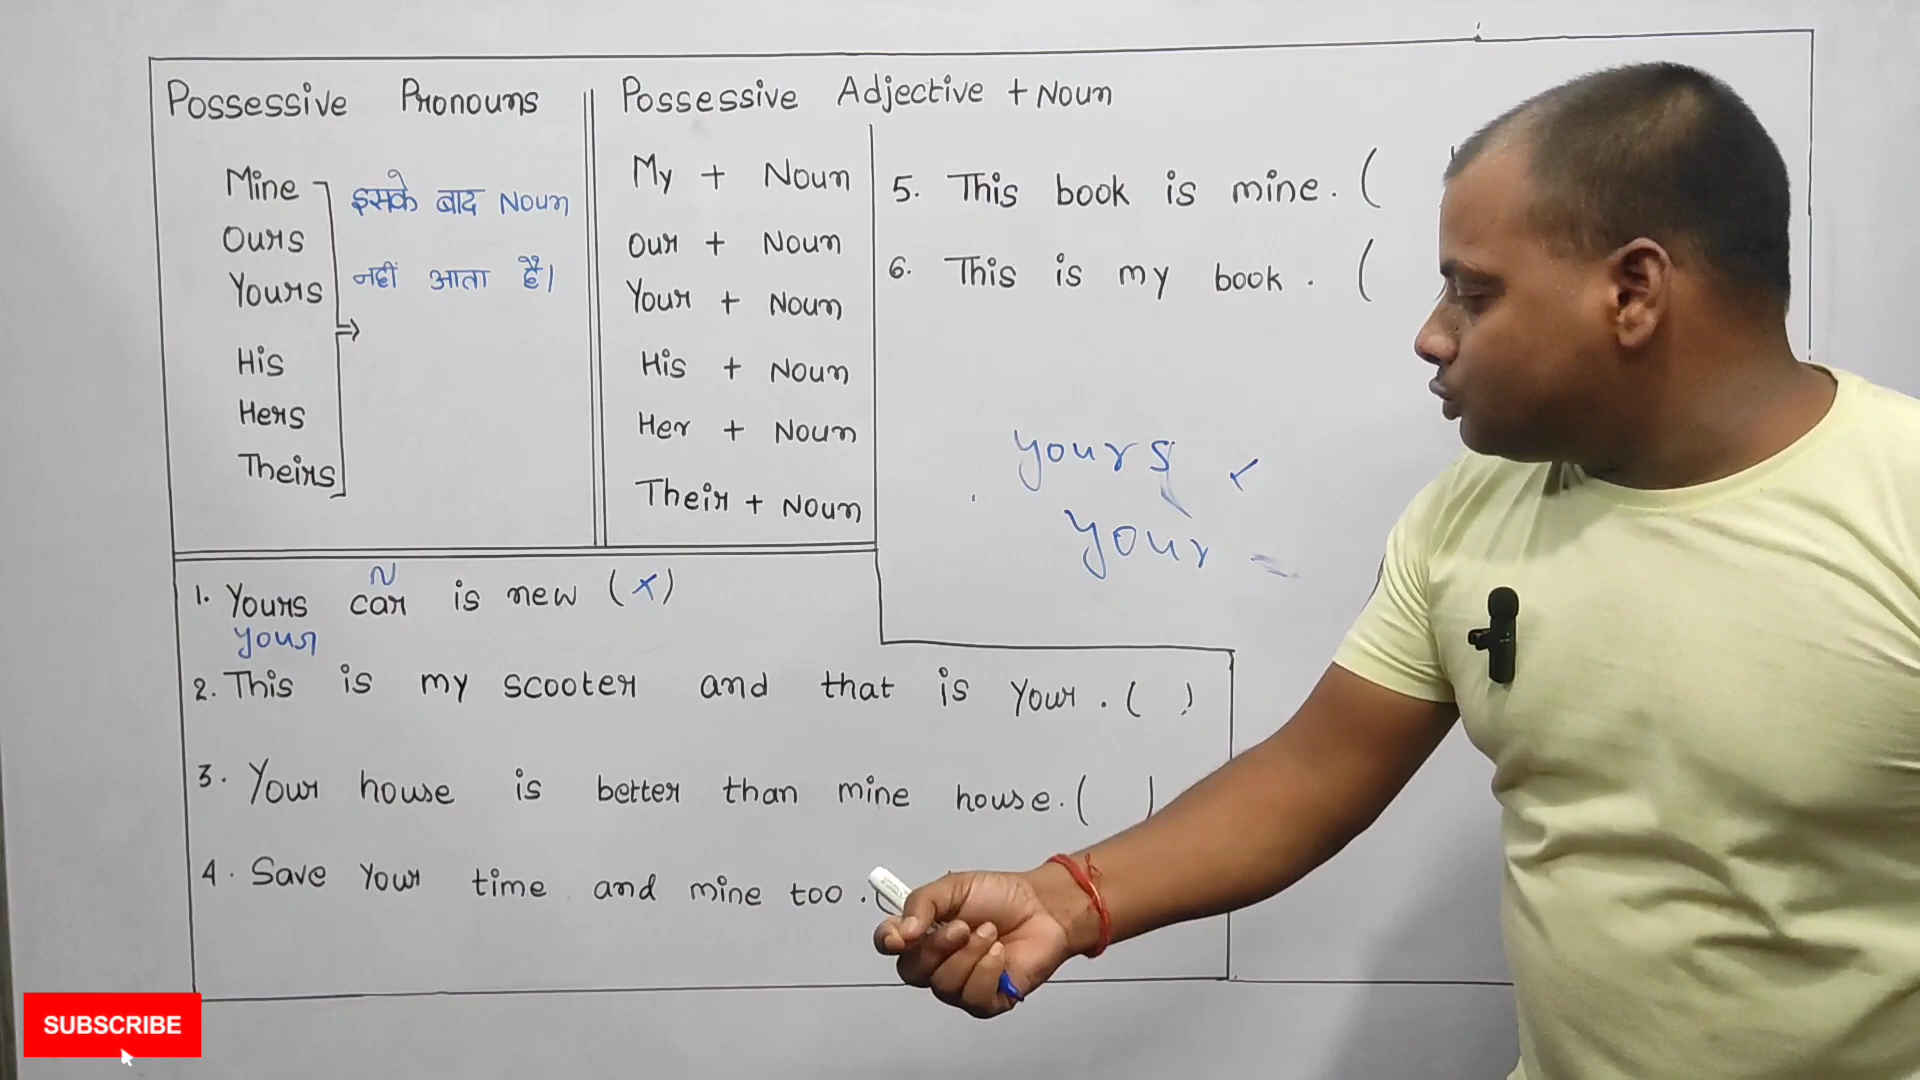 Possessive Pronouns
Mine
Ours
Yours
His
Hers
Theirs
इसके बाद Noun
नहीं आता है।
Possessive Adjective + Noun
My + Noun
Our + Noun
Your + Noun
His + Noun
Her + Noun
Their + Noun
5. This book is mine. (
6. This is my book. (
yours
your
N
1. Yours car is new (×)
your
2. This is my scooter and that is Your. ( )
3. Your house is better than mine house. ( )
4. Save Your time and mine too. (
SUBSCRIBE